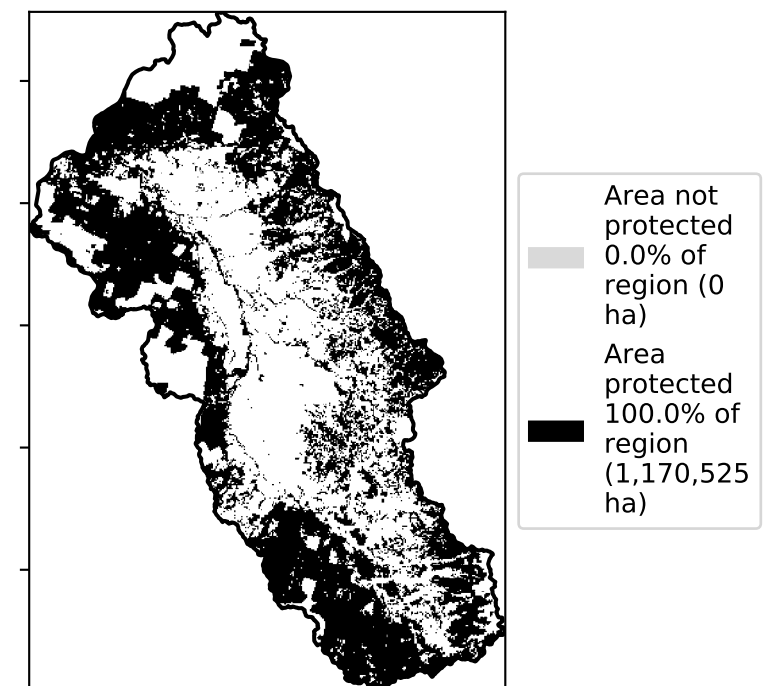 Area not
protected
0.0% of
region (0
ha)
Area
protected
100.0% of
region
(1,170,525
ha)